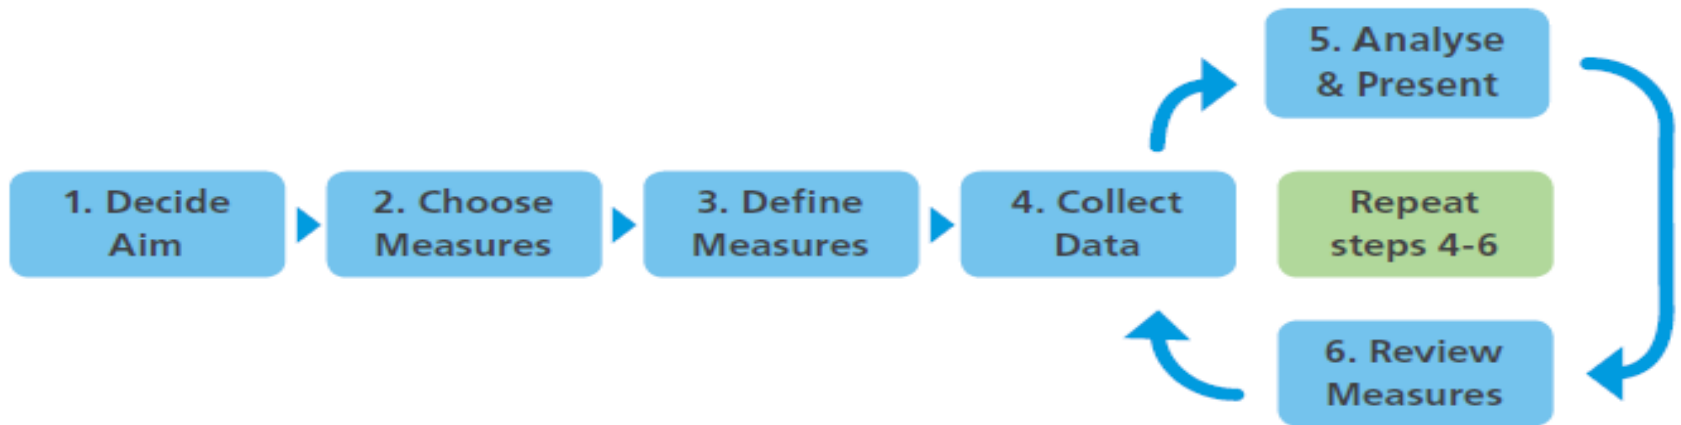 1. Decide
Aim
2. Choose
Measures
3. Define
Measures
4. Collect
Data
5. Analyse
& Present
Repeat
steps 4-6
6. Review
Measures